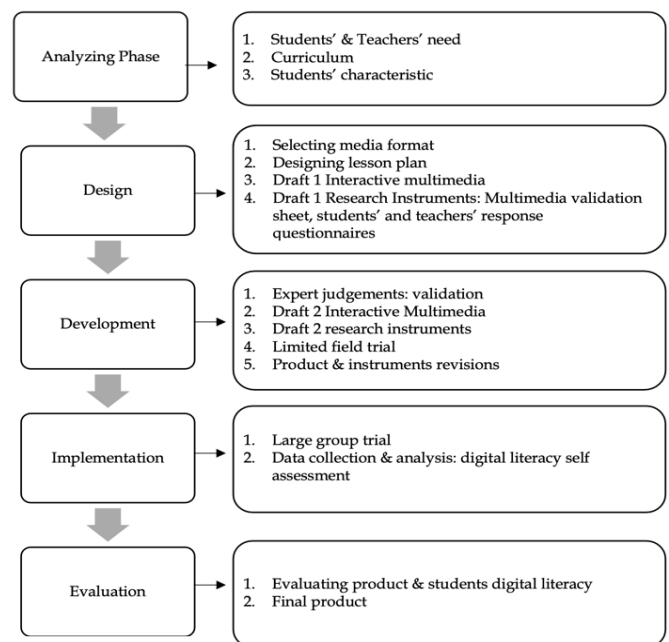 Analyzing Phase
1. Students' & Teachers' need
2. Curriculum
3. Students' characteristic
Design
1. Selecting media format
2. Designing lesson plan
3. Draft 1 Interactive multimedia
4. Draft 1 Research Instruments: Multimedia validation
sheet, students' and teachers' response
questionnaires
Development
1. Expert judgements: validation
2. Draft 2 Interactive Multimedia
3. Draft 2 research instruments
4. Limited field trial
5. Product & instruments revisions
Implementation
1. Large group trial
2. Data collection & analysis: digital literacy self
assessment
Evaluation
1. Evaluating product & students digital literacy
2. Final product